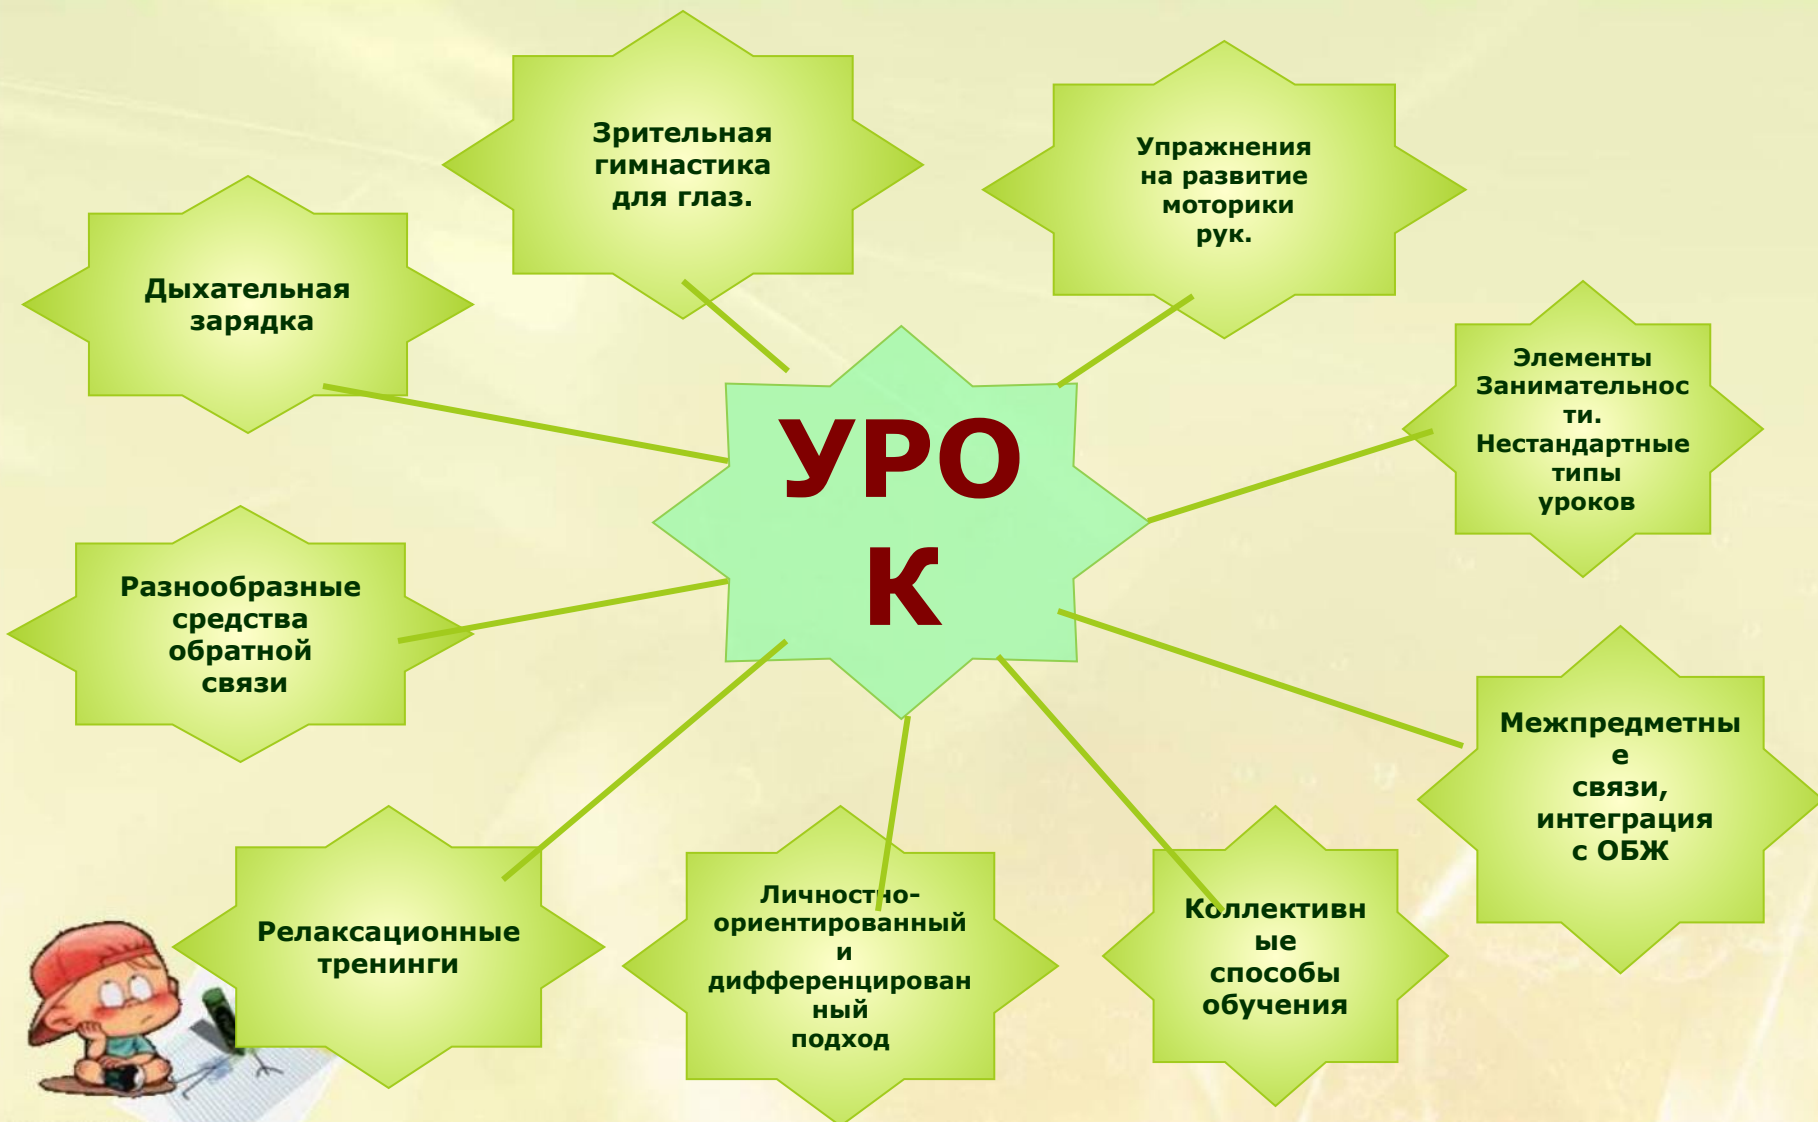 Зрительная
гимнастика
для глаз.
Упражнения
на развитие
моторики
рук.
Дыхательная
зарядка
Элементы
Занимательнос
ти.
Нестандартные
типы
уроков
УРО
К
Разнообразные
средства
обратной
связи
Межпредметны
е
связи,
интеграция
с ОБЖ
Релаксационные
тренинги
Личностно-
ориентированный
и
дифференцирован
ный
подход
Коллективн
ые
способы
обучения